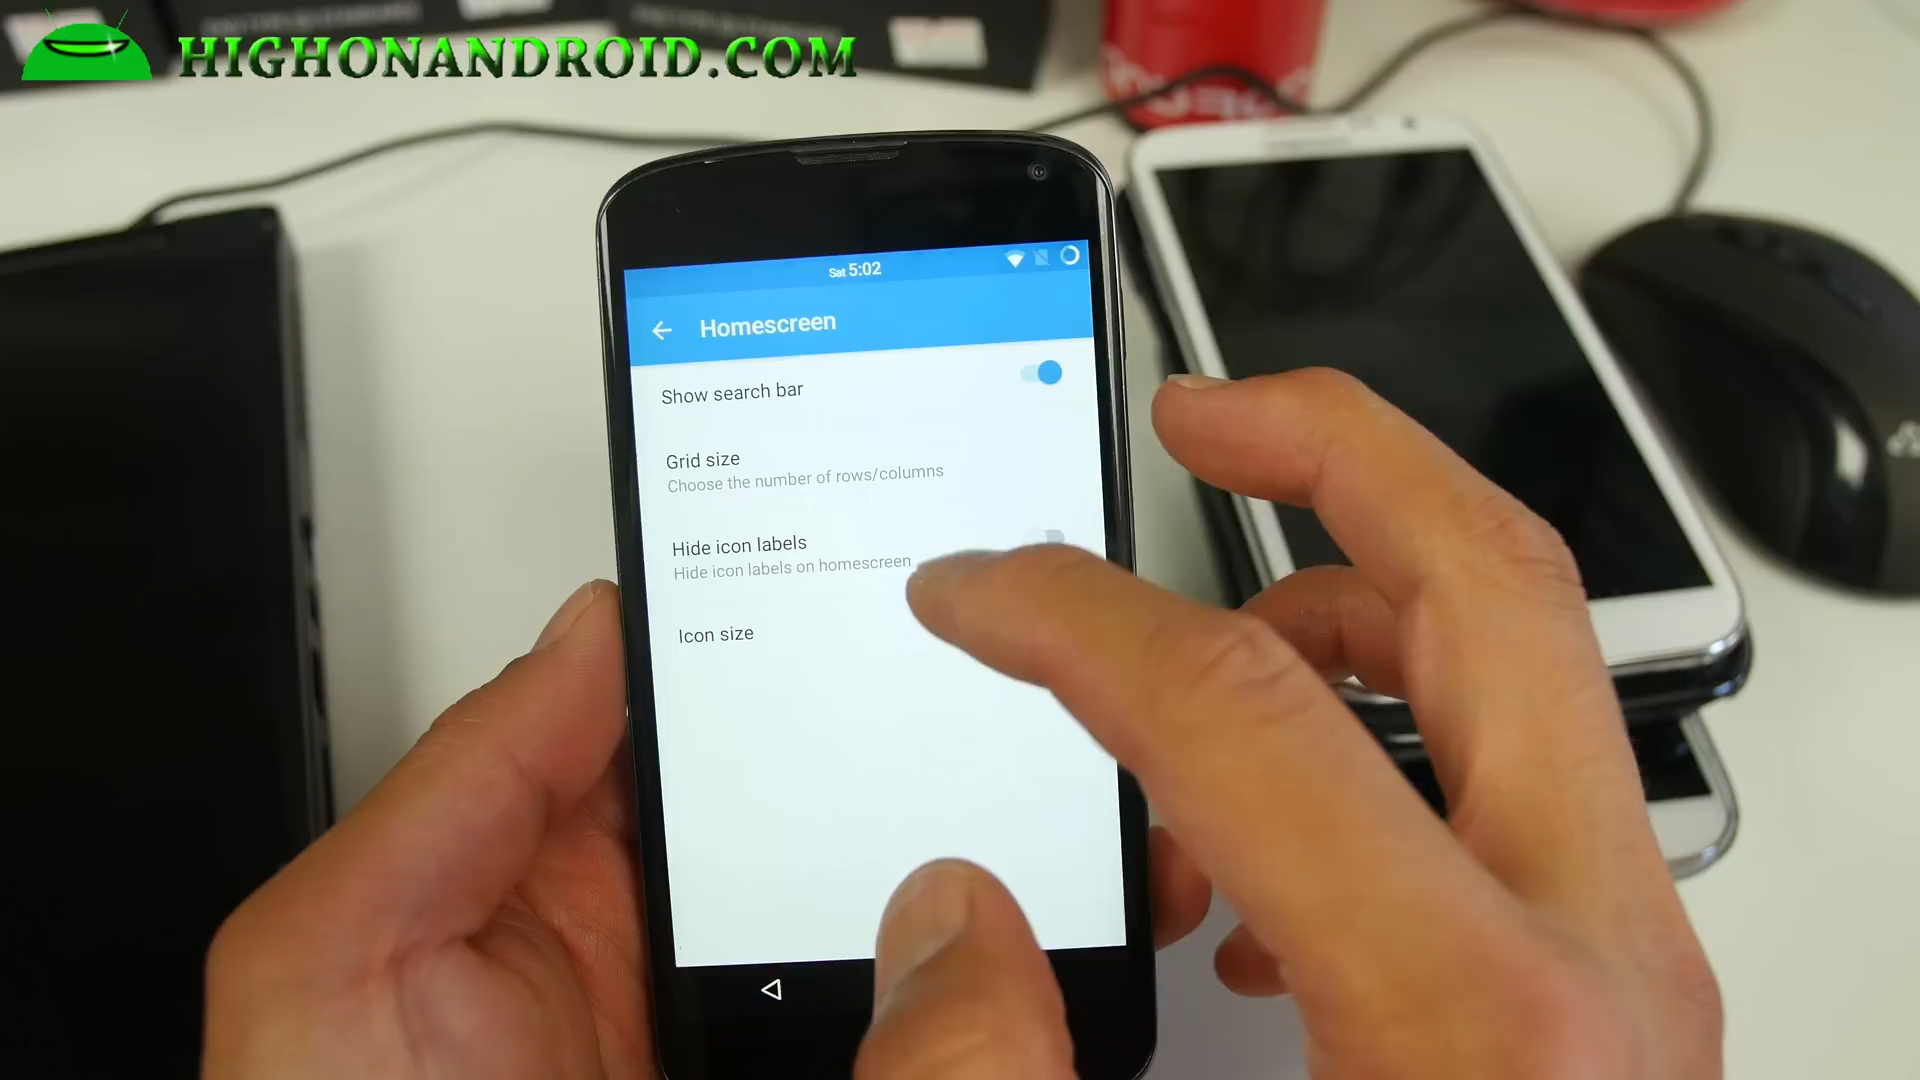 HIGHONANDROID.COM
Sat 5:02
Homescreen
Show search bar
Grid size
Choose the number of rows/columns
Hide icon labels
Hide icon labels on homescreen
Icon size